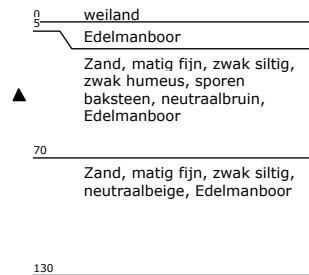 0 weiland
5
Edelmanboor
Zand, matig fijn, zwak siltig,
zwak humeus, sporen
baksteen, neutraalbruin,
Edelmanboor
70
Zand, matig fijn, zwak siltig,
neutraalbeige, Edelmanboor
130